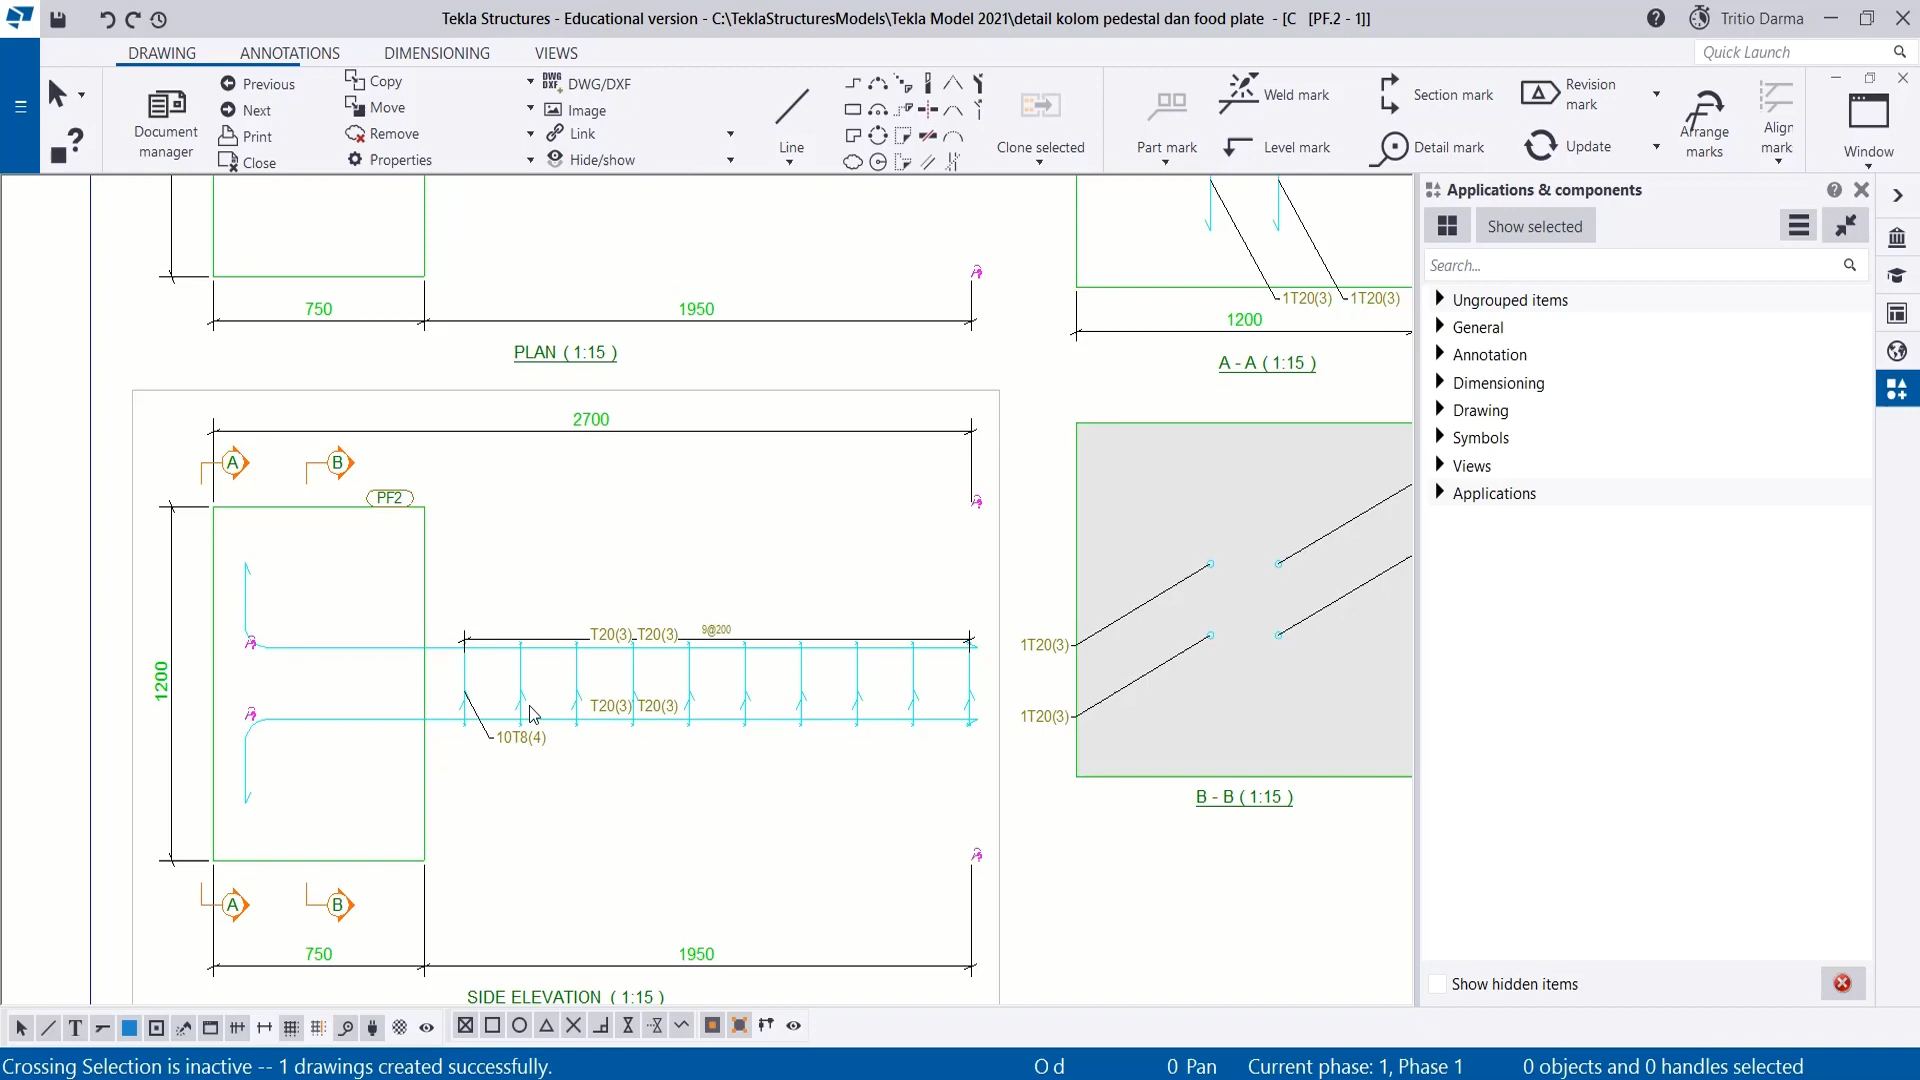 Tekla Structures - Educational version - C:\TeklaStructuresModels\Tekla Model 2021\detail kolom pedestal dan food plate - [C [PF.2 - 1]]
Tritio Darma
DRAWING
ANNOTATIONS
DIMENSIONING
VIEWS
Quick Launch
Document manager
Previous
Next
Print
Close
Copy
Move
Remove
Properties
DWG/DXF
Image
Link
Hide/show
Line
Clone selected
Part mark
Weld mark
Level mark
Section mark
Detail mark
Revision mark
Update
Arrange marks
Align mark
Window
750
1950
PLAN ( 1:15 )
1T20(3)
1T20(3)
1200
A - A ( 1:15 )
2700
A
B
PF2
1200
T20(3)
T20(3)
9@200
T20(3)
T20(3)
10T8(4)
1T20(3)
1T20(3)
B - B ( 1:15 )
A
B
750
1950
SIDE ELEVATION ( 1:15 )
Applications & components
Show selected
Search...
Ungrouped items
General
Annotation
Dimensioning
Drawing
Symbols
Views
Applications
Show hidden items
Crossing Selection is inactive -- 1 drawings created successfully.
O d
0 Pan
Current phase: 1, Phase 1
0 objects and 0 handles selected